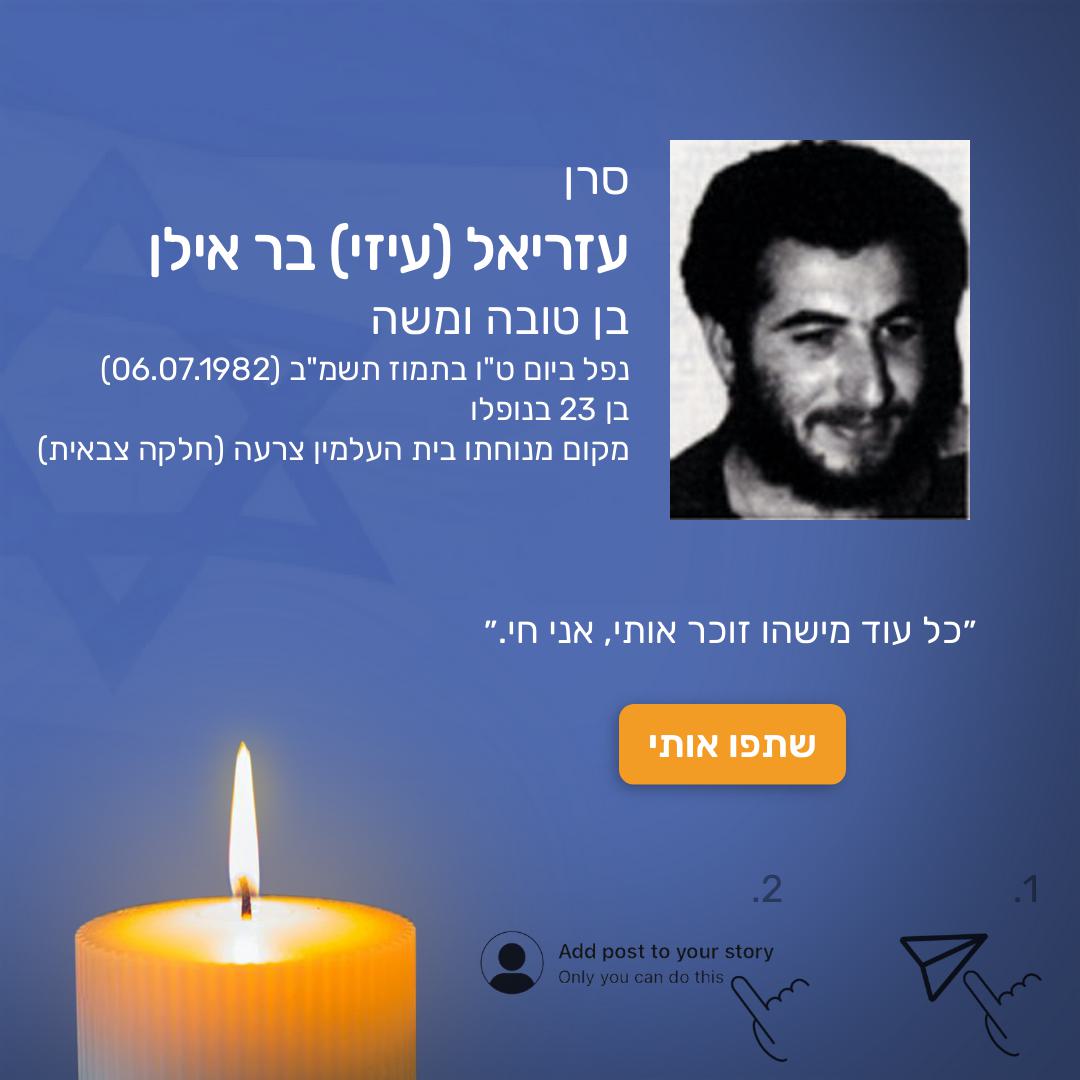 סרן
עזריאל (עיזי) בר אילן
בן טובה ומשה
נפל ביום ט"ו בתמוז תשמ"ב (06.07.1982)
בן 23 בנופלו
מקום מנוחתו בית העלמין צרעה (חלקה צבאית)
״כל עוד מישהו זוכר אותי, אני חי.״
שתפו אותי
.1
.2
Add post to your story
Only you can do this